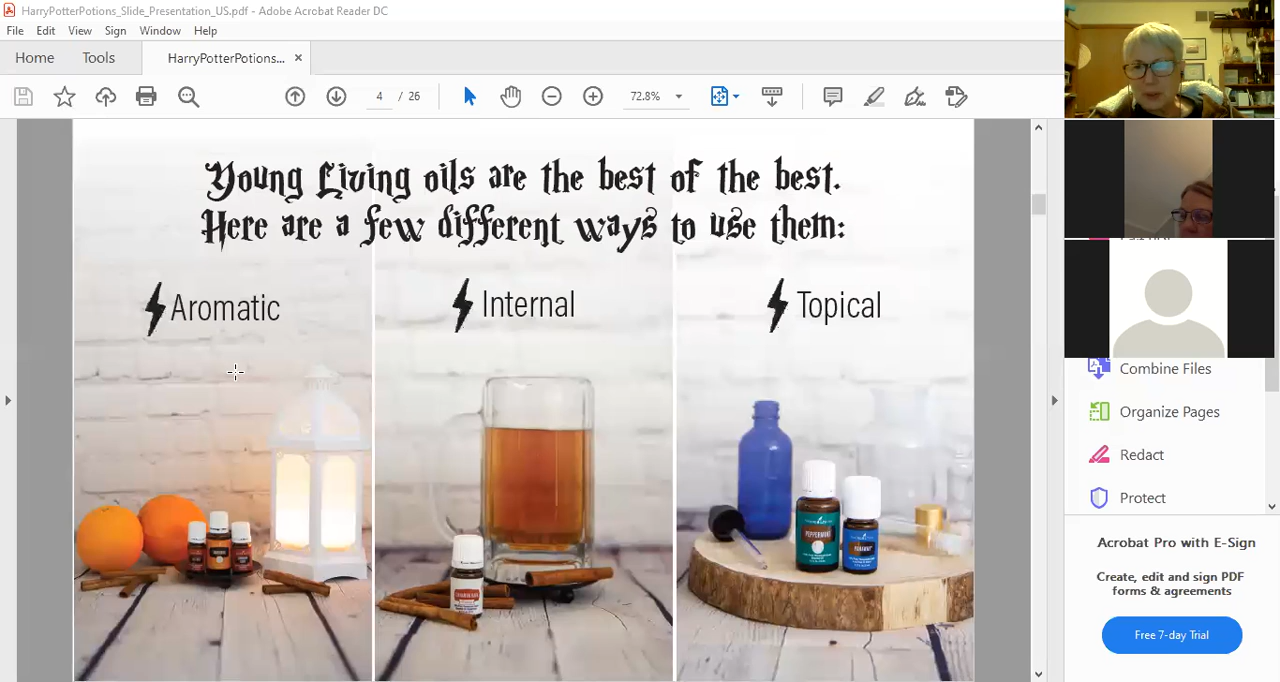 HarryPotterPotions_Slide_Presentation_US.pdf - Adobe Acrobat Reader DC
File Edit View Sign Window Help
Home Tools HarryPotterPotions... ×
4 / 26 72.8%
Young Living oils are the best of the best.
Here are a few different ways to use them:
Aromatic Internal Topical
PEPPERMINT
Combine Files
Organize Pages
Redact
Protect
Acrobat Pro with E-Sign
Create, edit and sign PDF
forms & agreements
Free 7-day Trial